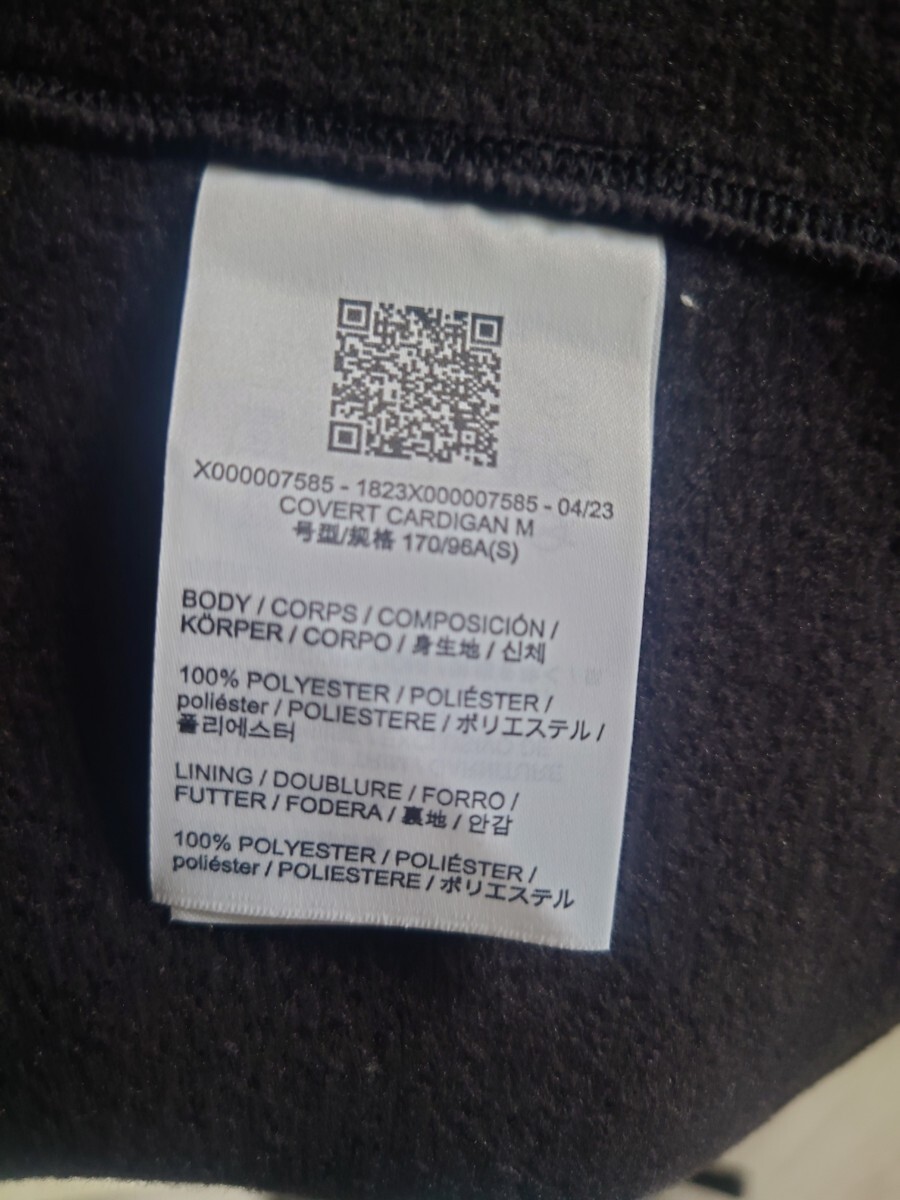 X000007585 - 1823X000007585 - 04/23
COVERT CARDIGAN M
号型/规格 170/96A(S)
BODY / CORPS / COMPOSICIÓN /
KÖRPER / CORPO / 身生地 / 신체
100% POLYESTER / POLIÉSTER /
poliéster / POLIESTERE / ポリエステル /
폴리에스터
LINING / DOUBLURE / FORRO /
FUTTER / FODERA / 裏地 / 안감
100% POLYESTER / POLIÉSTER /
poliéster / POLIESTERE / ポリエステル